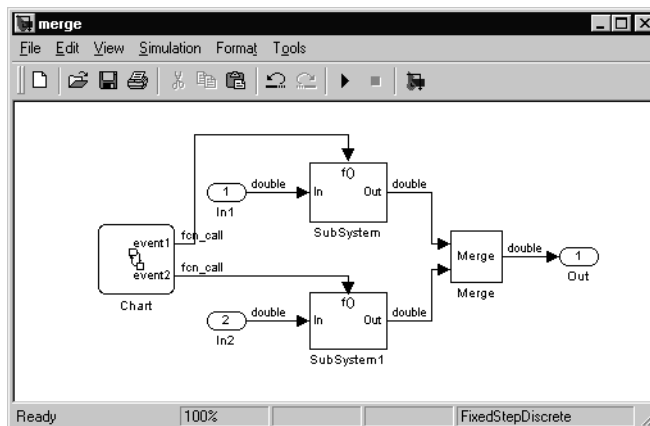 merge
File Edit View Simulation Format Tools
f()
double
1
In
Out
double
In1
SubSystem
event1
fcn_call
event2
fcn_call
Chart
Merge
double
1
Merge
Out
f()
double
2
In
Out
double
In2
SubSystem1
Ready
100%
FixedStepDiscrete